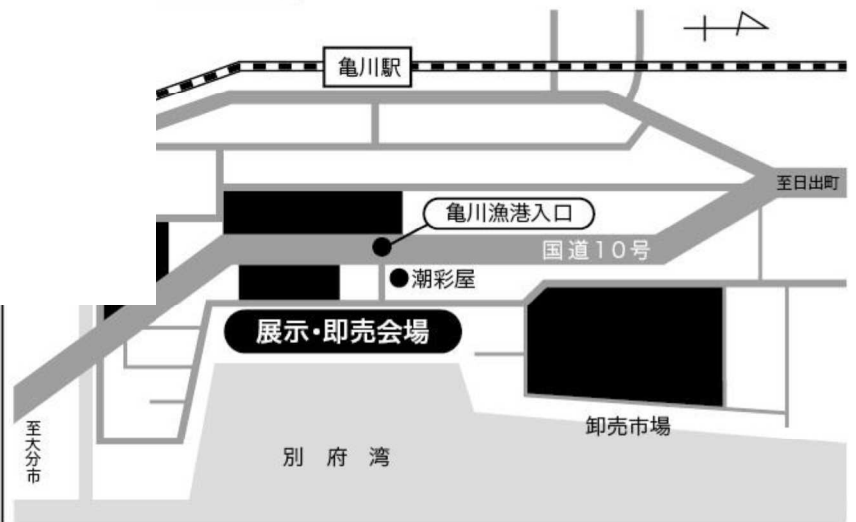 亀川駅
至日出町
亀川漁港入口
国道10号
潮彩屋
展示・即売会場
卸売市場
至大分市
別府湾